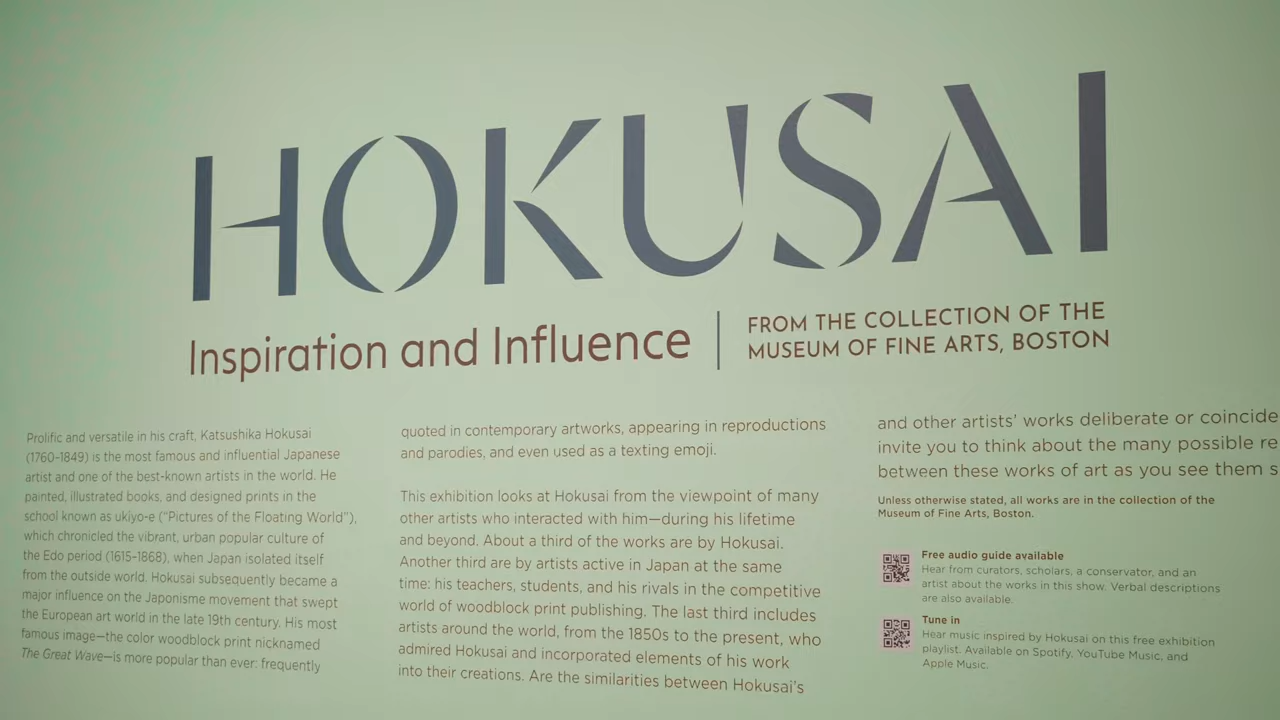 HOKUSAI
Inspiration and Influence
FROM THE COLLECTION OF THE
MUSEUM OF FINE ARTS, BOSTON
Prolific and versatile in his craft, Katsushika Hokusai
(1760-1849) is the most famous and influential Japanese
artist and one of the best-known artists in the world. He
painted, illustrated books, and designed prints in the
school known as ukiyo-e (“Pictures of the Floating World”),
which chronicled the vibrant, urban popular culture of
the Edo period (1615-1868), when Japan isolated itself
from the outside world. Hokusai subsequently became a
major influence on the Japonisme movement that swept
the European art world in the late 19th century. His most
famous image—the color woodblock print nicknamed
The Great Wave—is more popular than ever: frequently
quoted in contemporary artworks, appearing in reproductions
and parodies, and even used as a texting emoji.
This exhibition looks at Hokusai from the viewpoint of many
other artists who interacted with him—during his lifetime
and beyond. About a third of the works are by Hokusai.
Another third are by artists active in Japan at the same
time: his teachers, students, and his rivals in the competitive
world of woodblock print publishing. The last third includes
artists around the world, from the 1850s to the present, who
admired Hokusai and incorporated elements of his work
into their creations. Are the similarities between Hokusai’s
and other artists’ works deliberate or coincide
invite you to think about the many possible re
between these works of art as you see them s
Unless otherwise stated, all works are in the collection of the
Museum of Fine Arts, Boston.
Free audio guide available
Hear from curators, scholars, a conservator, and an
artist about the works in this show. Verbal descriptions
are also available.
Tune in
Hear music inspired by Hokusai on this free exhibition
playlist. Available on Spotify, YouTube Music, and
Apple Music.